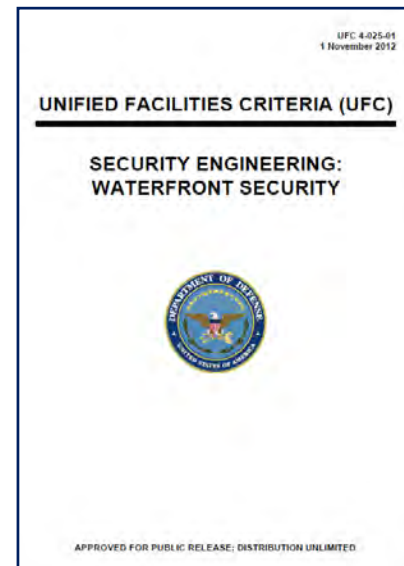 UFC 4-025-01
1 November 2012
UNIFIED FACILITIES CRITERIA (UFC)
SECURITY ENGINEERING:
WATERFRONT SECURITY
DEPARTMENT OF DEFENSE
UNITED STATES OF AMERICA
APPROVED FOR PUBLIC RELEASE; DISTRIBUTION UNLIMITED